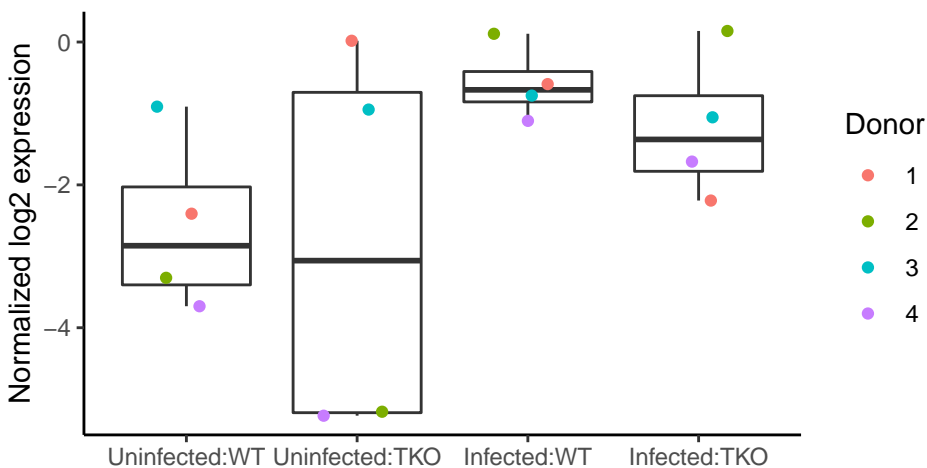 Normalized log2 expression
0
−2
−4
Uninfected:WT Uninfected:TKO Infected:WT Infected:TKO
Donor
1
2
3
4